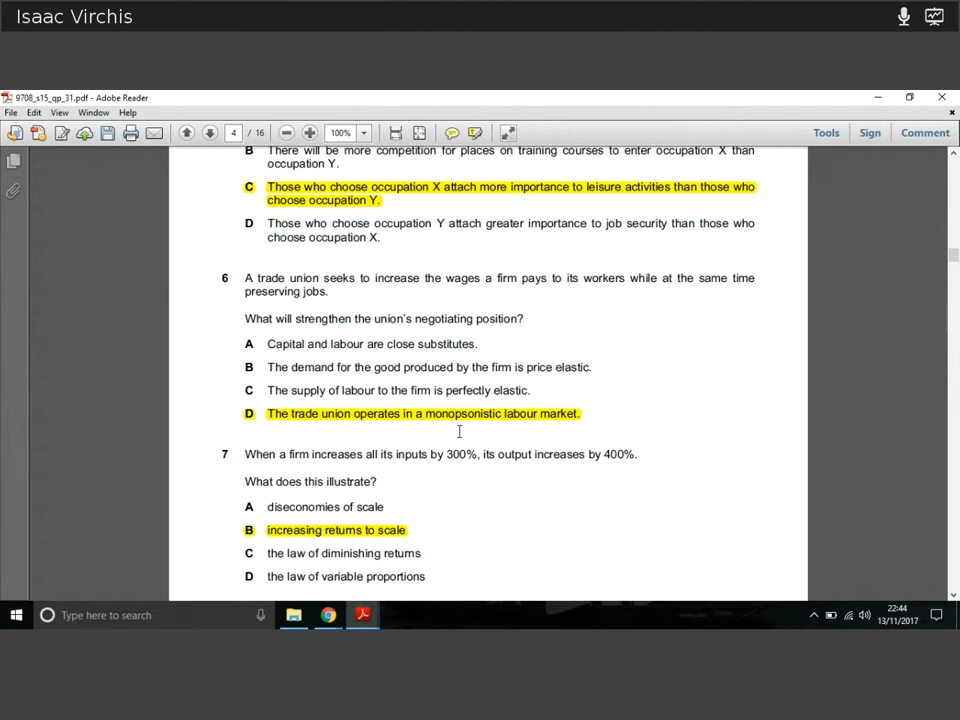 Isaac Virchis
9708_s15_qp_31.pdf - Adobe Reader
File Edit View Window Help
4 / 16 100% Tools Sign Comment
B There will be more competition for places on training courses to enter occupation X than
occupation Y.
C Those who choose occupation X attach more importance to leisure activities than those who
choose occupation Y.
D Those who choose occupation Y attach greater importance to job security than those who
choose occupation X.
6 A trade union seeks to increase the wages a firm pays to its workers while at the same time
preserving jobs.
What will strengthen the union's negotiating position?
A Capital and labour are close substitutes.
B The demand for the good produced by the firm is price elastic.
C The supply of labour to the firm is perfectly elastic.
D The trade union operates in a monopsonistic labour market.
7 When a firm increases all its inputs by 300%, its output increases by 400%.
What does this illustrate?
A diseconomies of scale
B increasing returns to scale
C the law of diminishing returns
D the law of variable proportions
Type here to search
22:44
13/11/2017